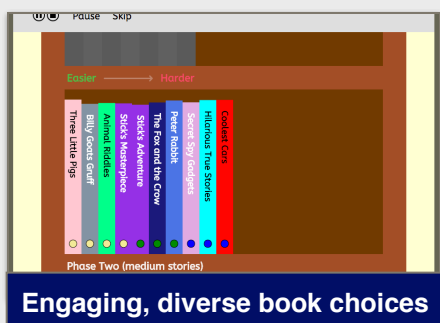 Pause Skip
Easier Harder
Three Little Pigs
Billy Goats Gruff
Animal Riddles
Stick's Masterpiece
Stick's Adventure
The Fox and the Crow
Peter Rabbit
Secret Spy Gadgets
Hilarious True Stories
Coolest Cars
Phase Two (medium stories)
Engaging, diverse book choices